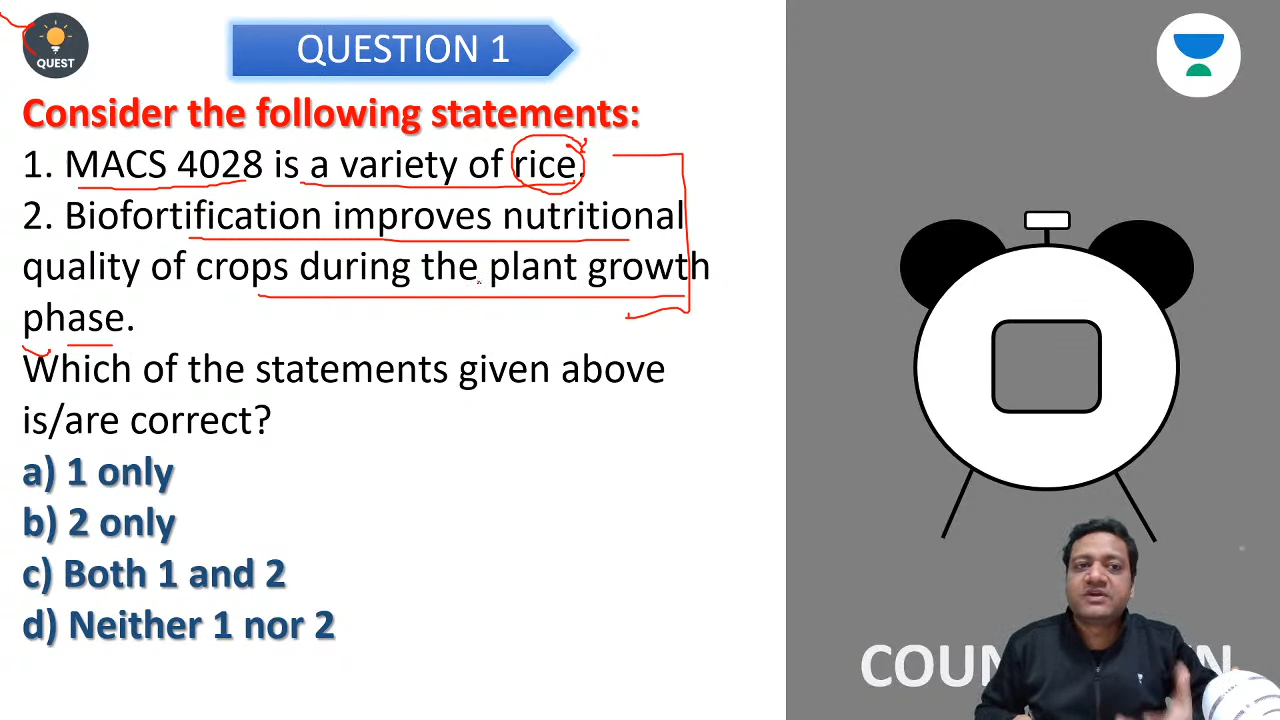 QUEST
QUESTION 1
Consider the following statements:
1. MACS 4028 is a variety of rice.
2. Biofortification improves nutritional
quality of crops during the plant growth
phase.
Which of the statements given above
is/are correct?
a) 1 only
b) 2 only
c) Both 1 and 2
d) Neither 1 nor 2